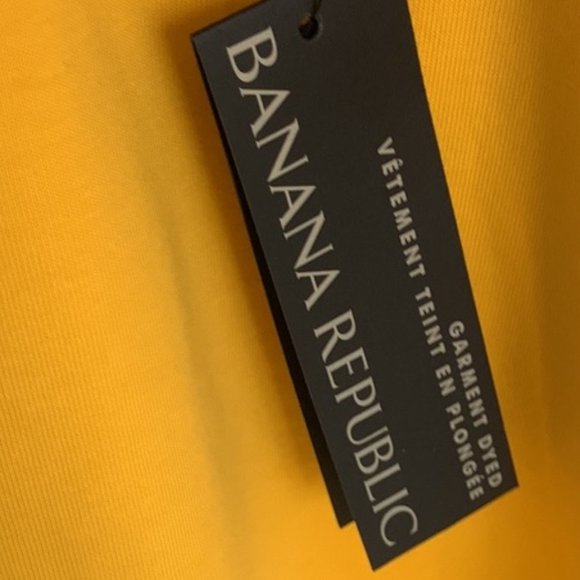 BANANA REPUBLIC
GARMENT DYED
VÊTEMENT TEINT EN PLONGÉE